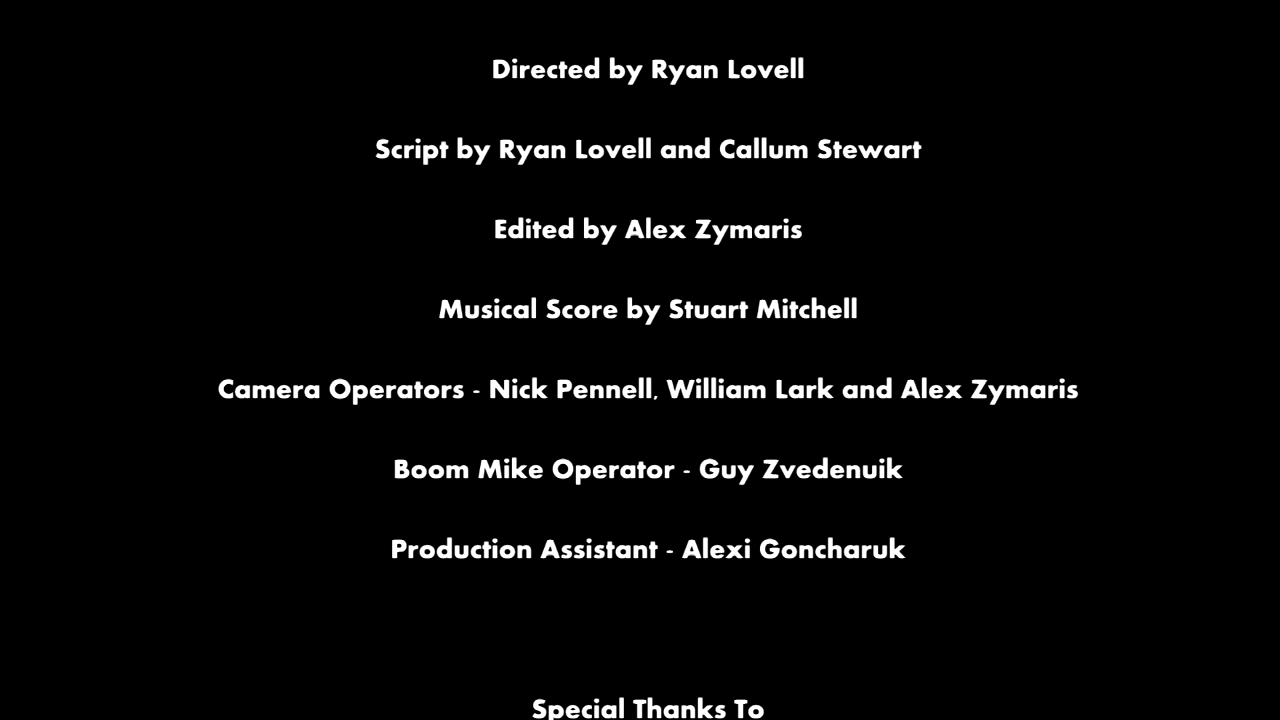 Directed by Ryan Lovell
Script by Ryan Lovell and Callum Stewart
Edited by Alex Zymaris
Musical Score by Stuart Mitchell
Camera Operators - Nick Pennell, William Lark and Alex Zymaris
Boom Mike Operator - Guy Zvedenuik
Production Assistant - Alexi Goncharuk
Special Thanks To